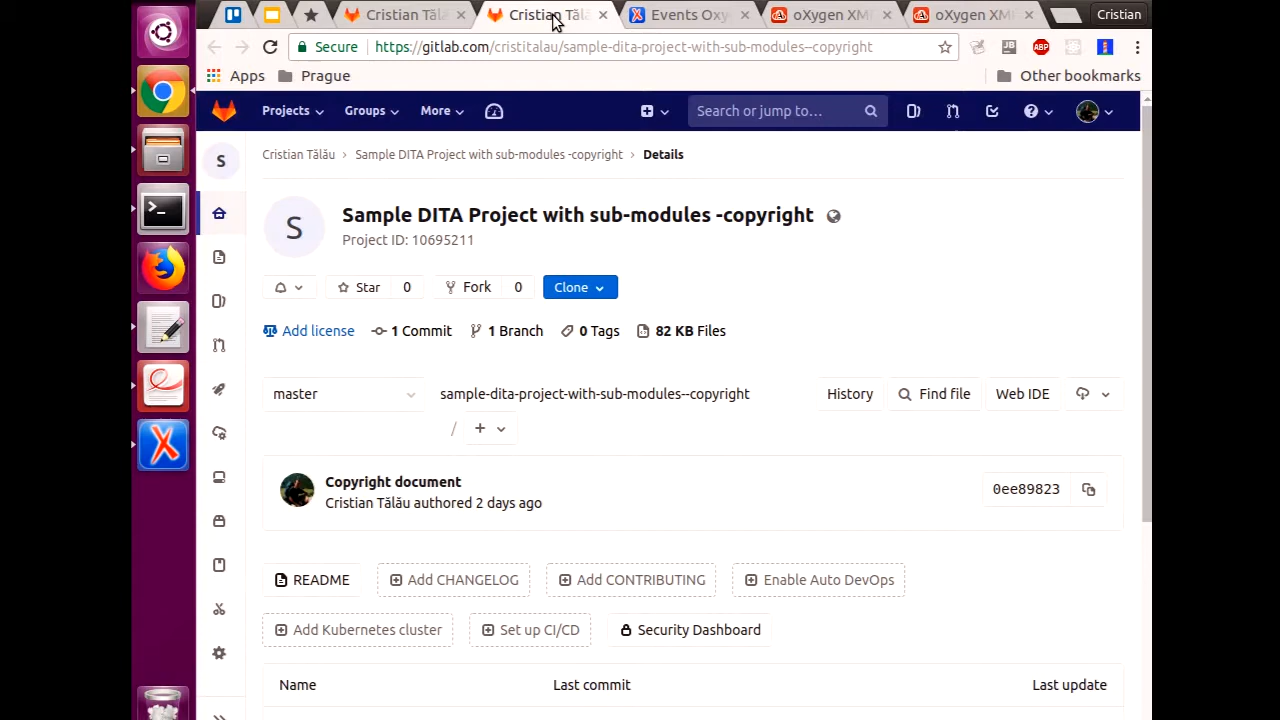 Cristian Tăl
Cristian Tăl
Events Oxy
oXygen XM
oXygen XM
Cristian
Secure
https://gitlab.com/cristitalau/sample-dita-project-with-sub-modules--copyright
Apps
Prague
Other bookmarks
Projects
Groups
More
Search or jump to…
S
Cristian Tălău › Sample DITA Project with sub-modules -copyright › Details
S
Sample DITA Project with sub-modules -copyright
Project ID: 10695211
Star 0
Fork 0
Clone
Add license
1 Commit
1 Branch
0 Tags
82 KB Files
master
sample-dita-project-with-sub-modules--copyright
/ +
History
Find file
Web IDE
Copyright document
Cristian Tălău authored 2 days ago
0ee89823
README
Add CHANGELOG
Add CONTRIBUTING
Enable Auto DevOps
Add Kubernetes cluster
Set up CI/CD
Security Dashboard
Name
Last commit
Last update